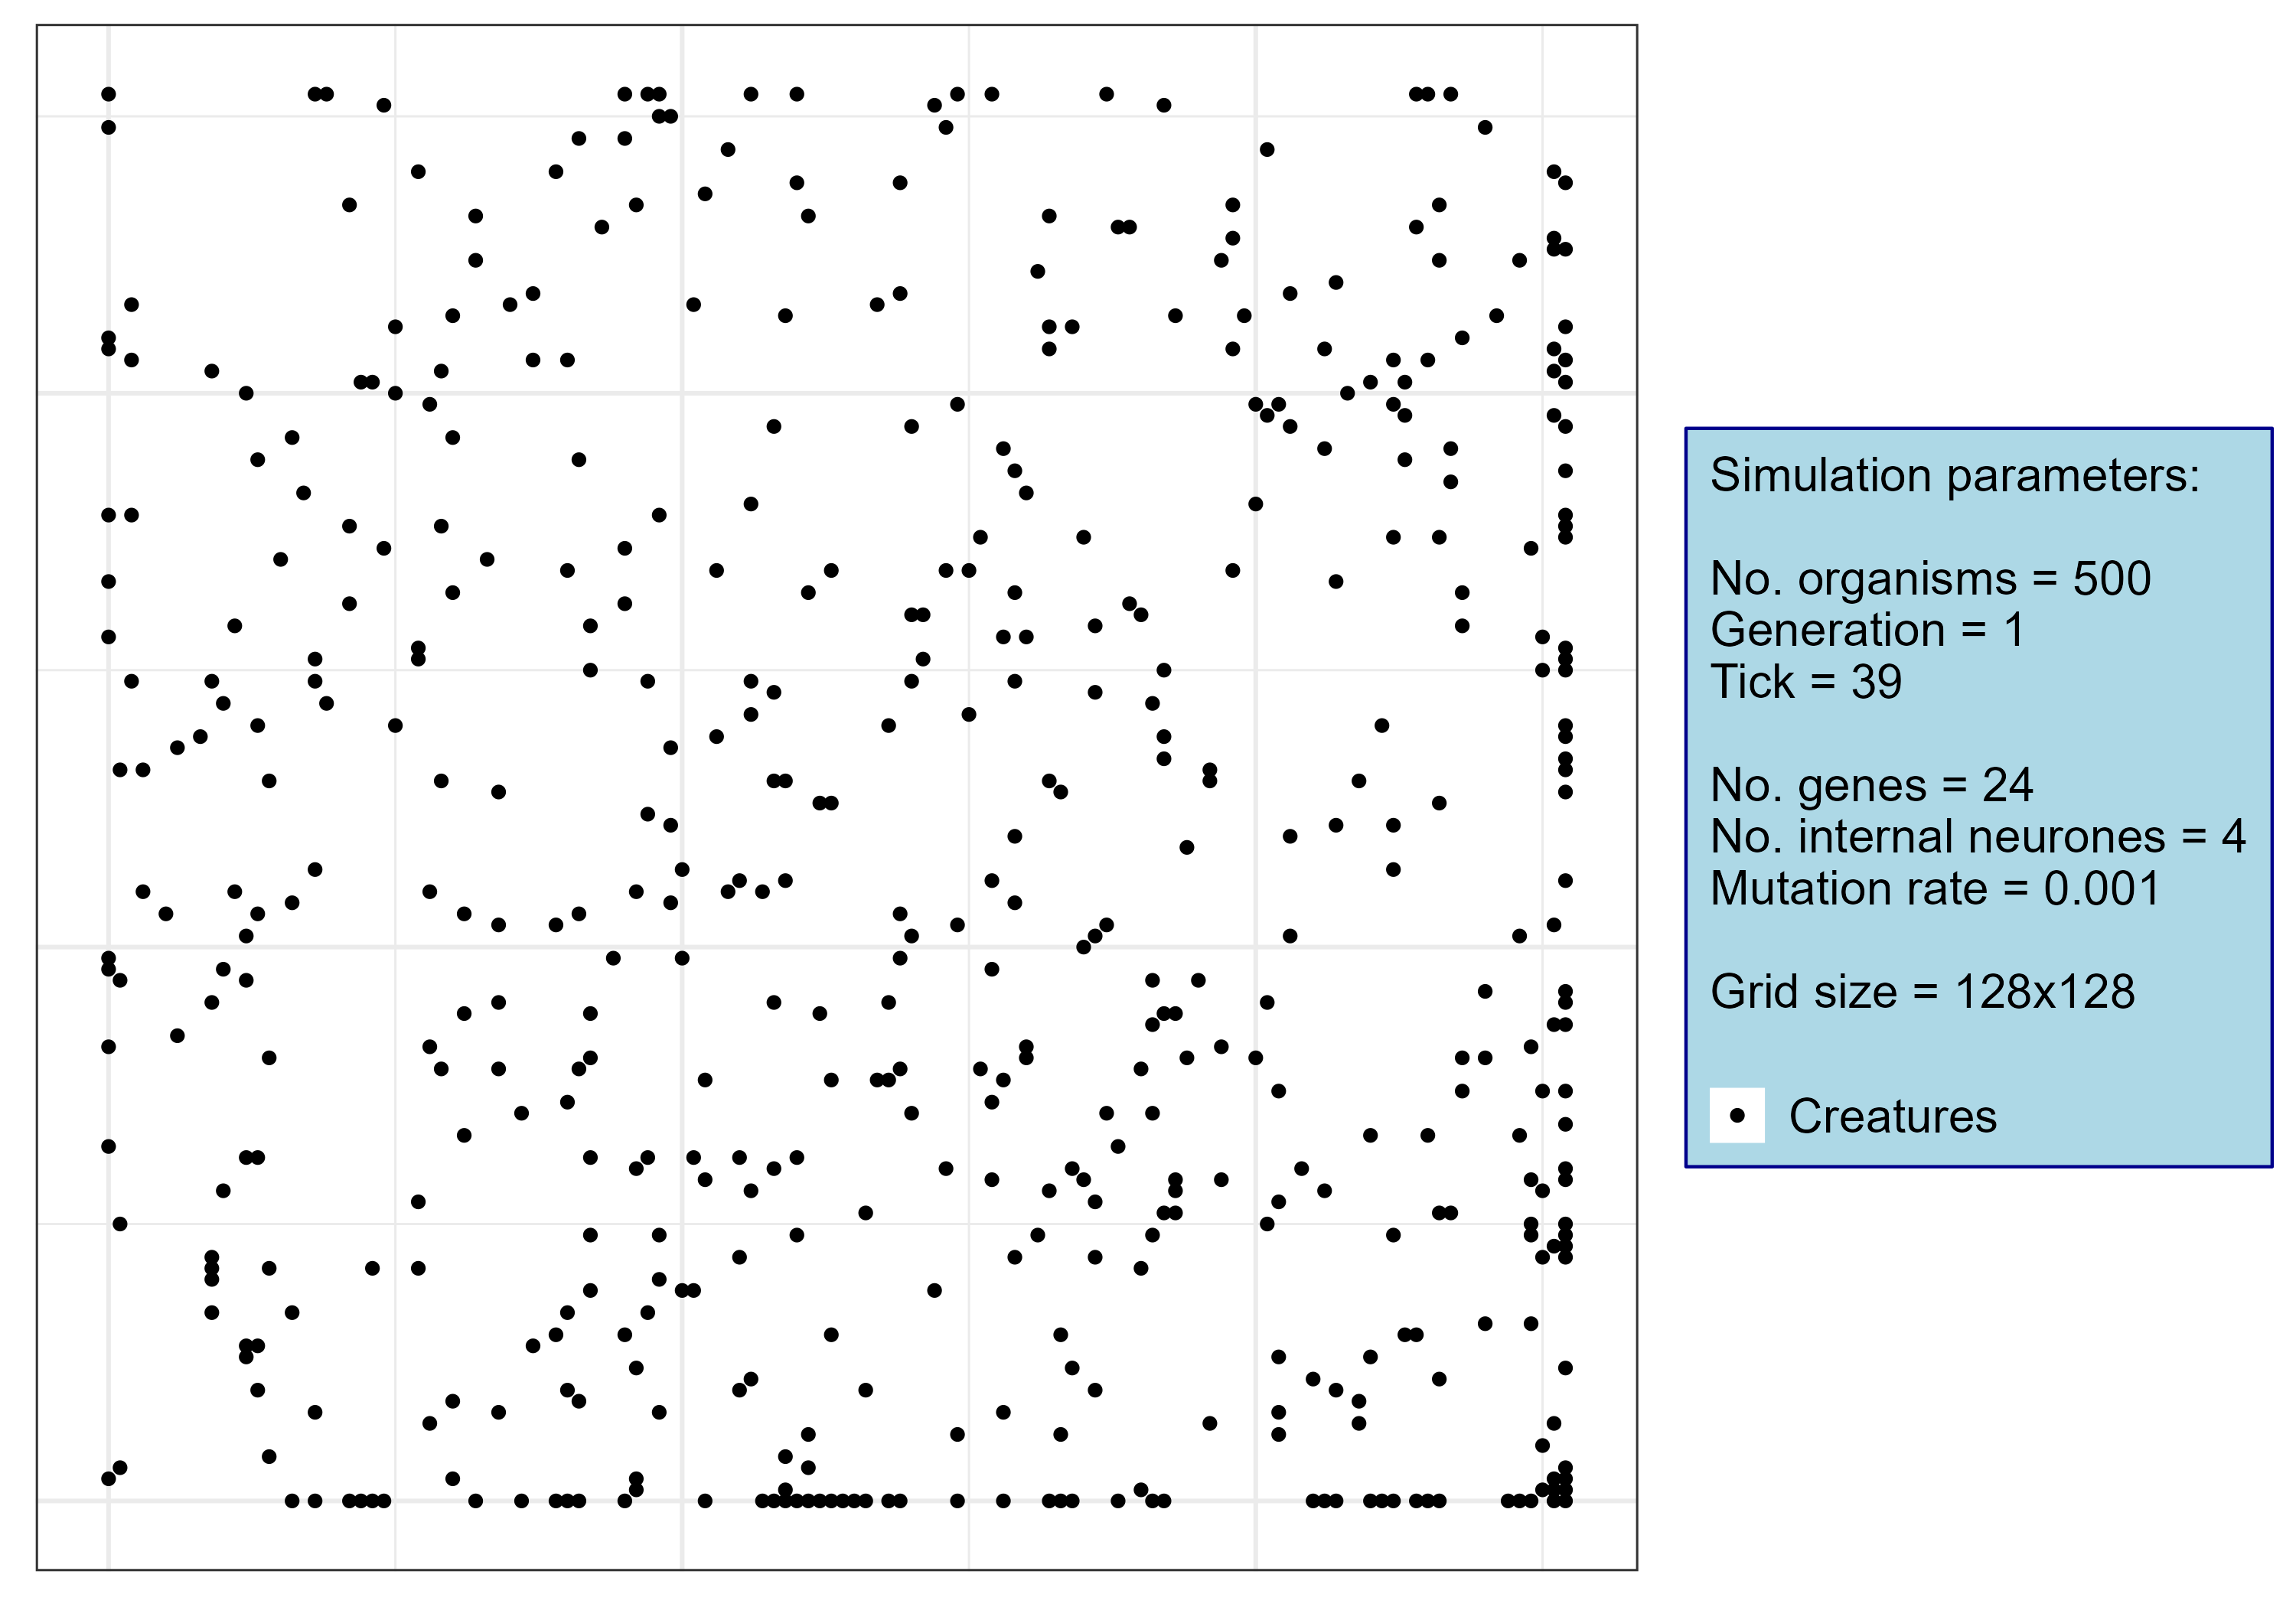 Simulation parameters:
No. organisms = 500
Generation = 1
Tick = 39
No. genes = 24
No. internal neurones = 4
Mutation rate = 0.001
Grid size = 128x128
Creatures